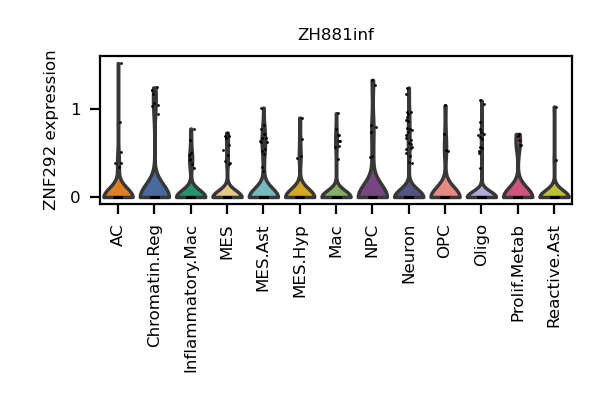 ZH881inf
ZNF292 expression
1
0
AC
Chromatin.Reg
Inflammatory.Mac
MES
MES.Ast
MES.Hyp
Mac
NPC
Neuron
OPC
Oligo
Prolif.Metab
Reactive.Ast